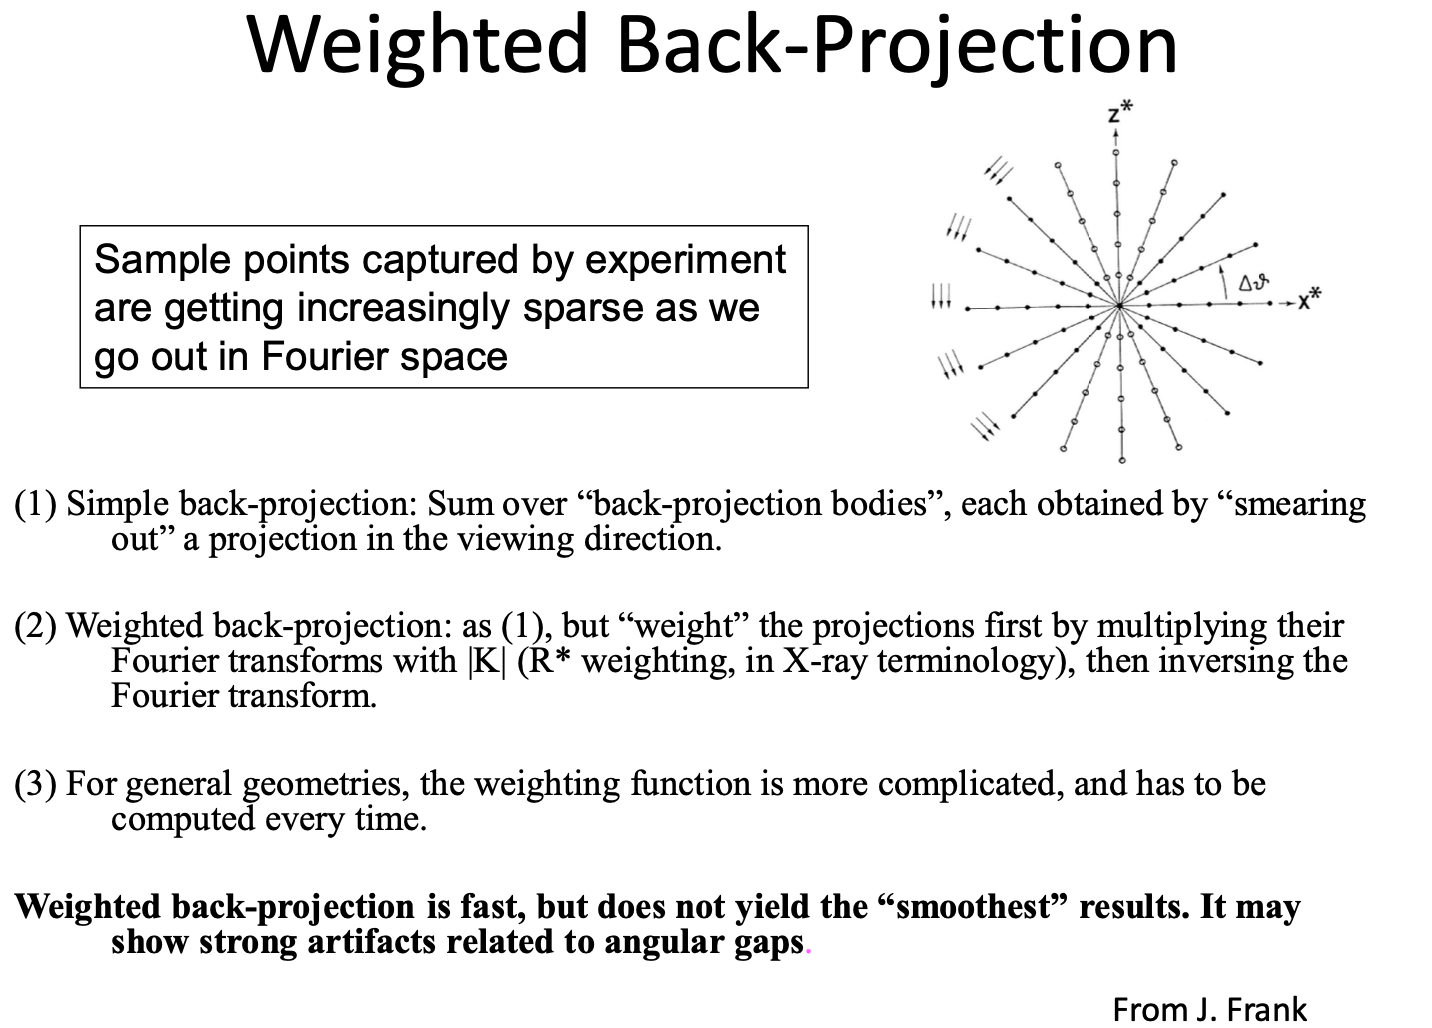 Weighted Back-Projection
z*
Sample points captured by experiment
are getting increasingly sparse as we
go out in Fourier space
Δϑ
x*
(1) Simple back-projection: Sum over “back-projection bodies”, each obtained by “smearing
out” a projection in the viewing direction.
(2) Weighted back-projection: as (1), but “weight” the projections first by multiplying their
Fourier transforms with |K| (R* weighting, in X-ray terminology), then inversing the
Fourier transform.
(3) For general geometries, the weighting function is more complicated, and has to be
computed every time.
Weighted back-projection is fast, but does not yield the “smoothest” results. It may
show strong artifacts related to angular gaps.
From J. Frank